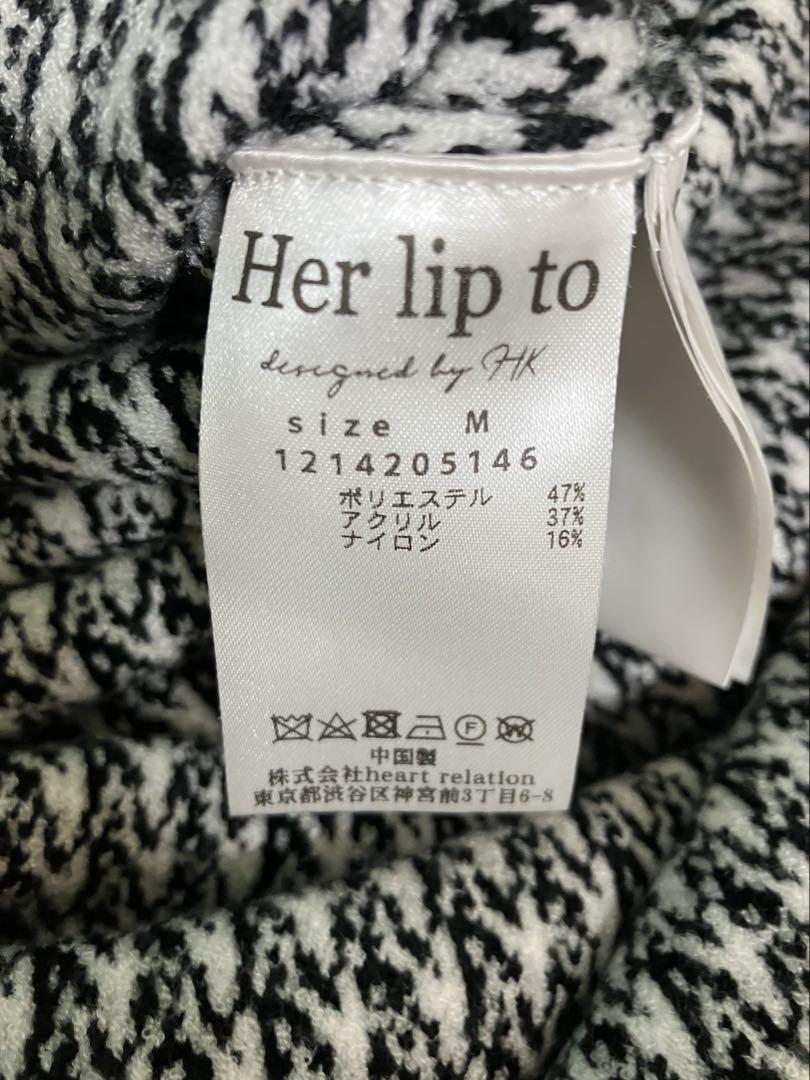 Her lip to
designed by HK
size M
1214205146
ポリエステル 47%
アクリル 37%
ナイロン 16%
中国製
株式会社heart relation
東京都渋谷区神宮前3丁目6-8